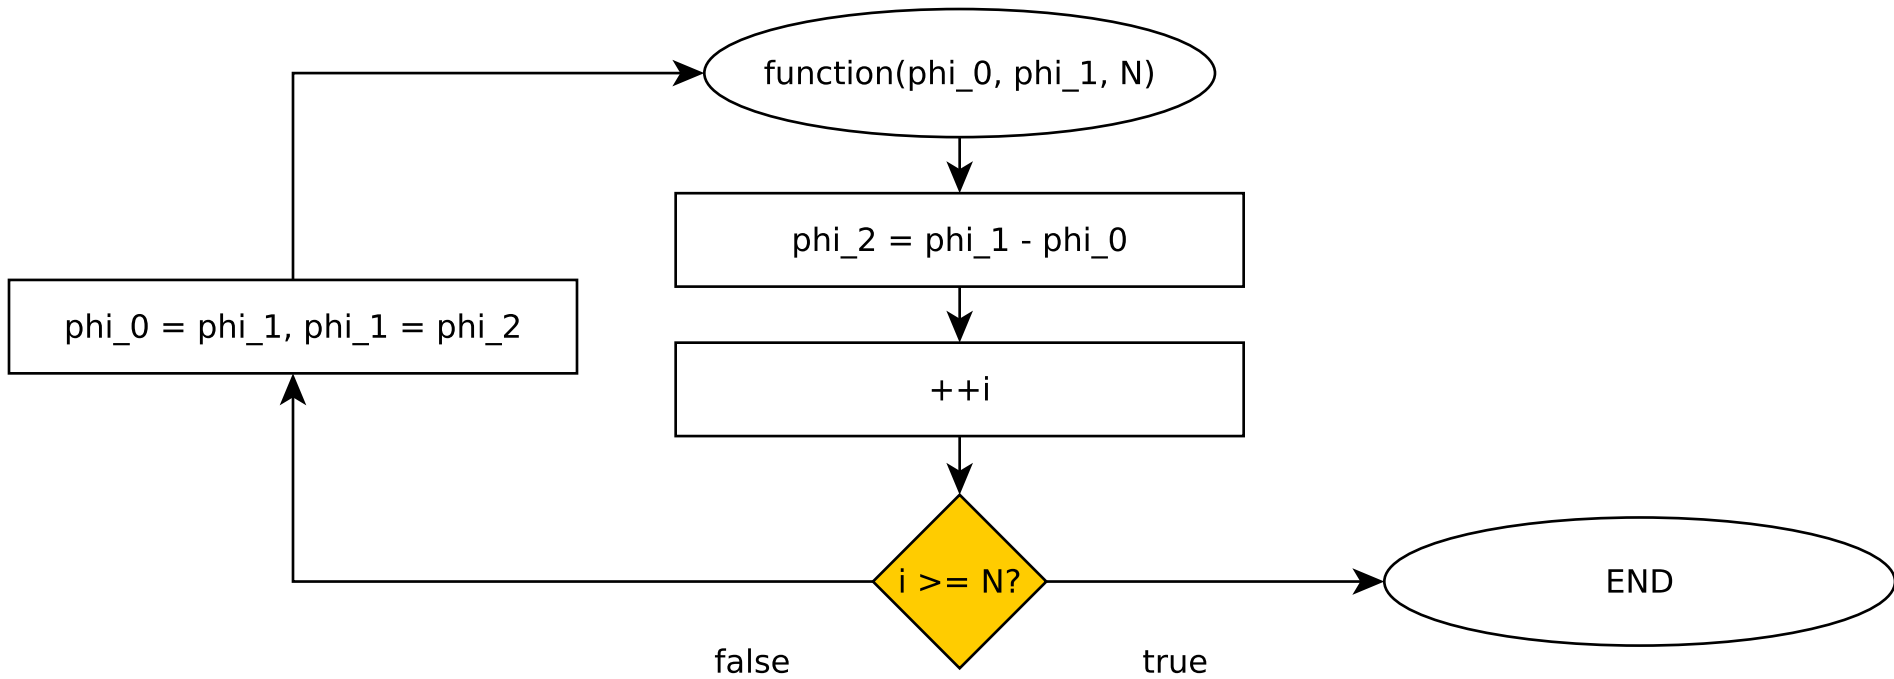 function(phi_0, phi_1, N)
phi_2 = phi_1 - phi_0
phi_0 = phi_1, phi_1 = phi_2
++i
i >= N?
END
false
true